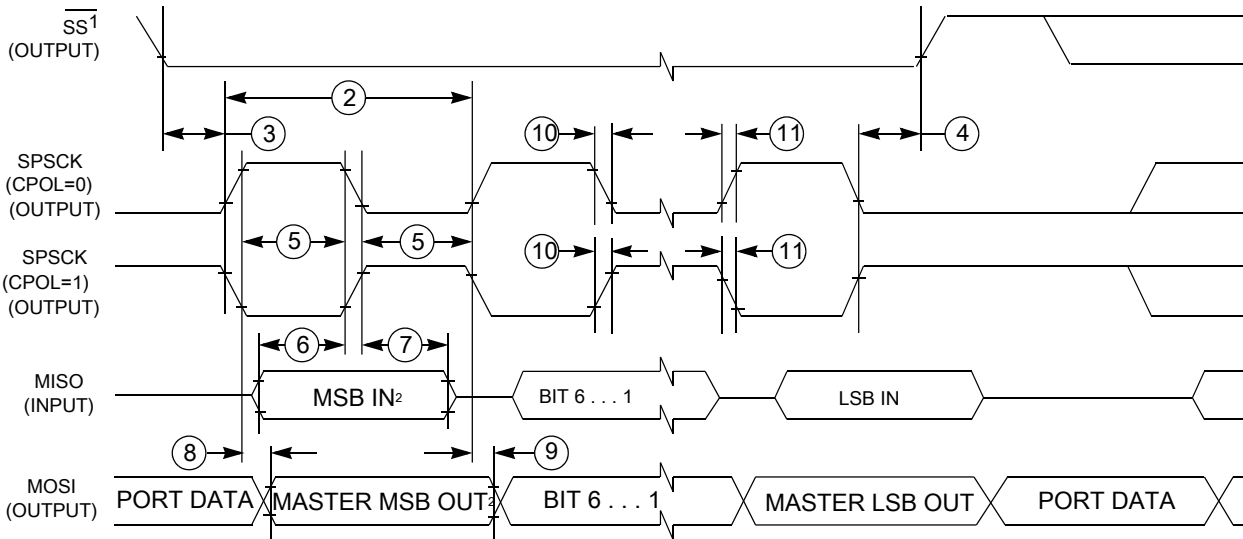 SS¹
(OUTPUT)
2
3
10
11
4
SPSCK
(CPOL=0)
(OUTPUT)
5
5
SPSCK
(CPOL=1)
(OUTPUT)
10
11
6
7
MISO
(INPUT)
MSB IN²
BIT 6 . . . 1
LSB IN
8
9
MOSI
(OUTPUT)
PORT DATA
MASTER MSB OUT²
BIT 6 . . . 1
MASTER LSB OUT
PORT DATA